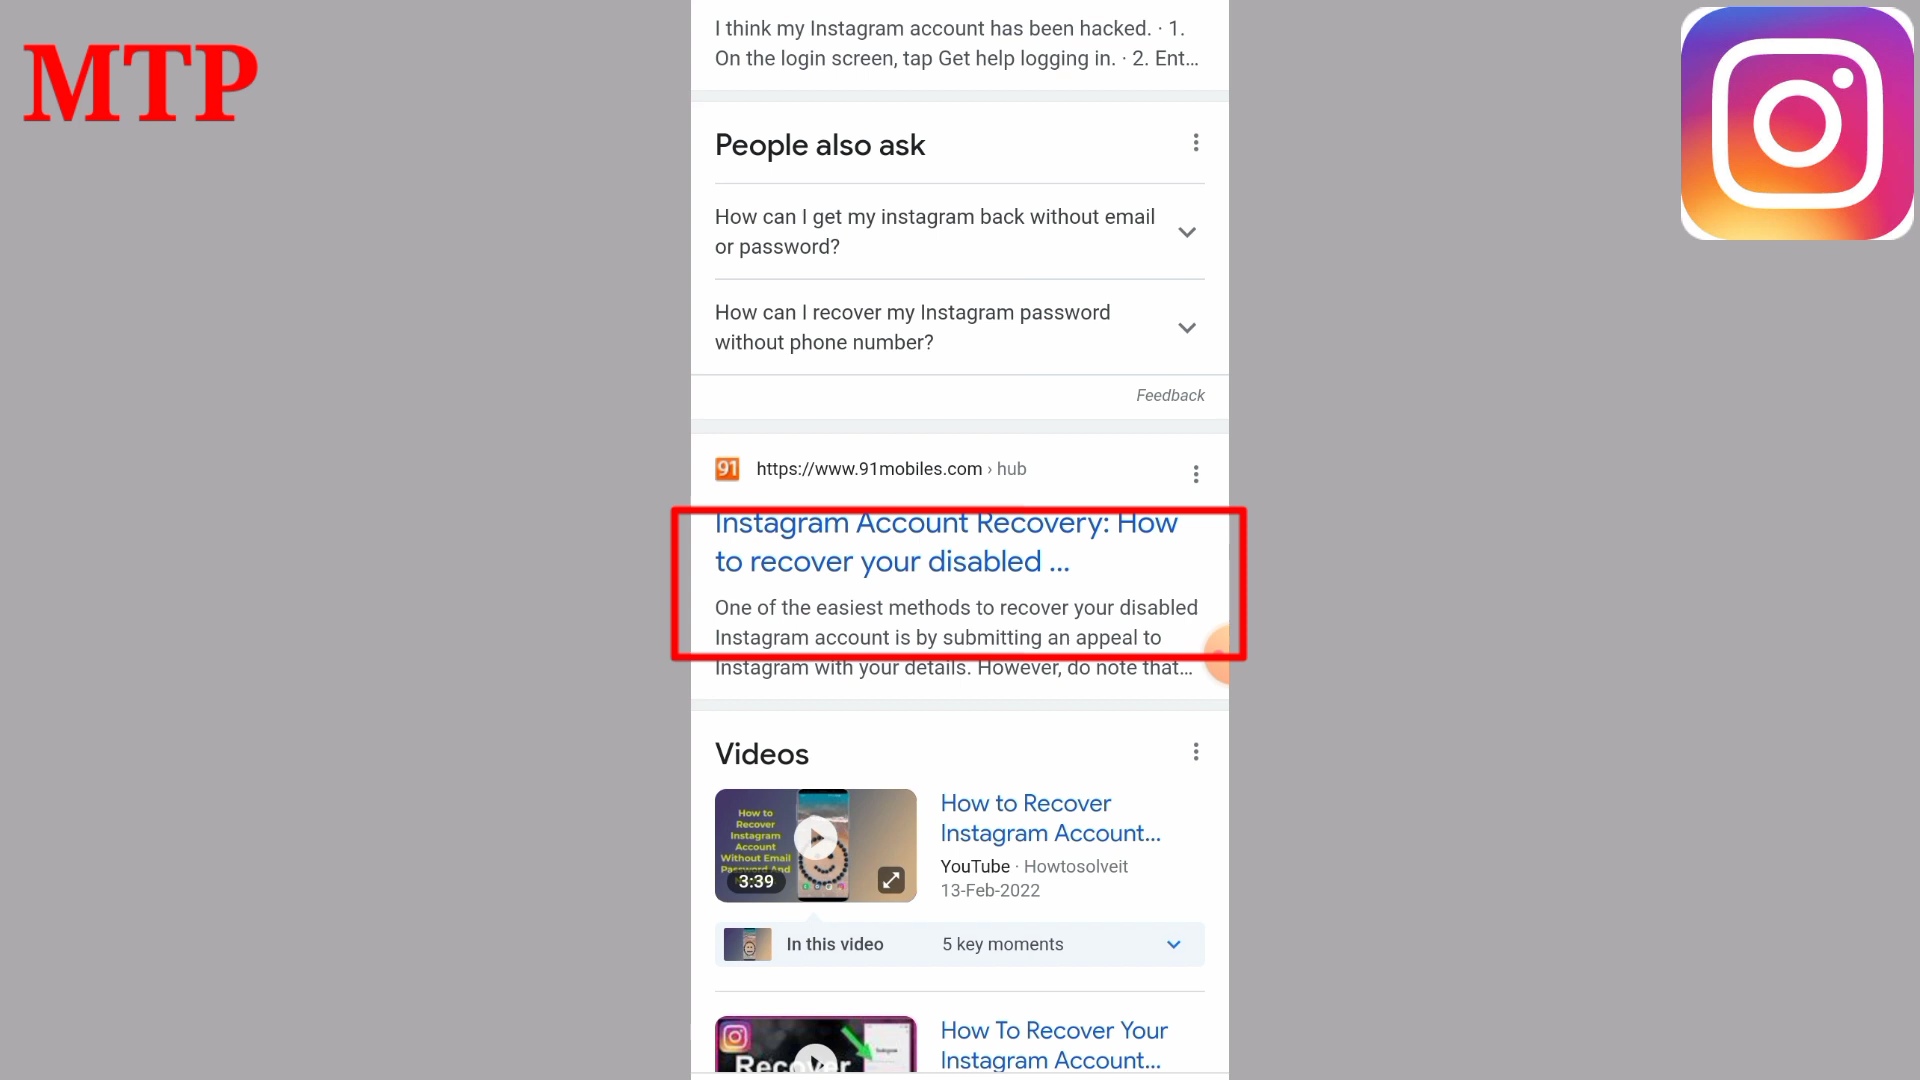 MTP
I think my Instagram account has been hacked. · 1.
On the login screen, tap Get help logging in. · 2. Ent...
People also ask
How can I get my instagram back without email
or password?
How can I recover my Instagram password
without phone number?
Feedback
91 https://www.91mobiles.com › hub
Instagram Account Recovery: How
to recover your disabled ...
One of the easiest methods to recover your disabled
Instagram account is by submitting an appeal to
Instagram with your details. However, do note that...
Videos
How to
Recover
Instagram
Account
Without Email
Password And
3:39
How to Recover
Instagram Account...
YouTube · Howtosolveit
13-Feb-2022
In this video 5 key moments
Recover
How To Recover Your
Instagram Account...